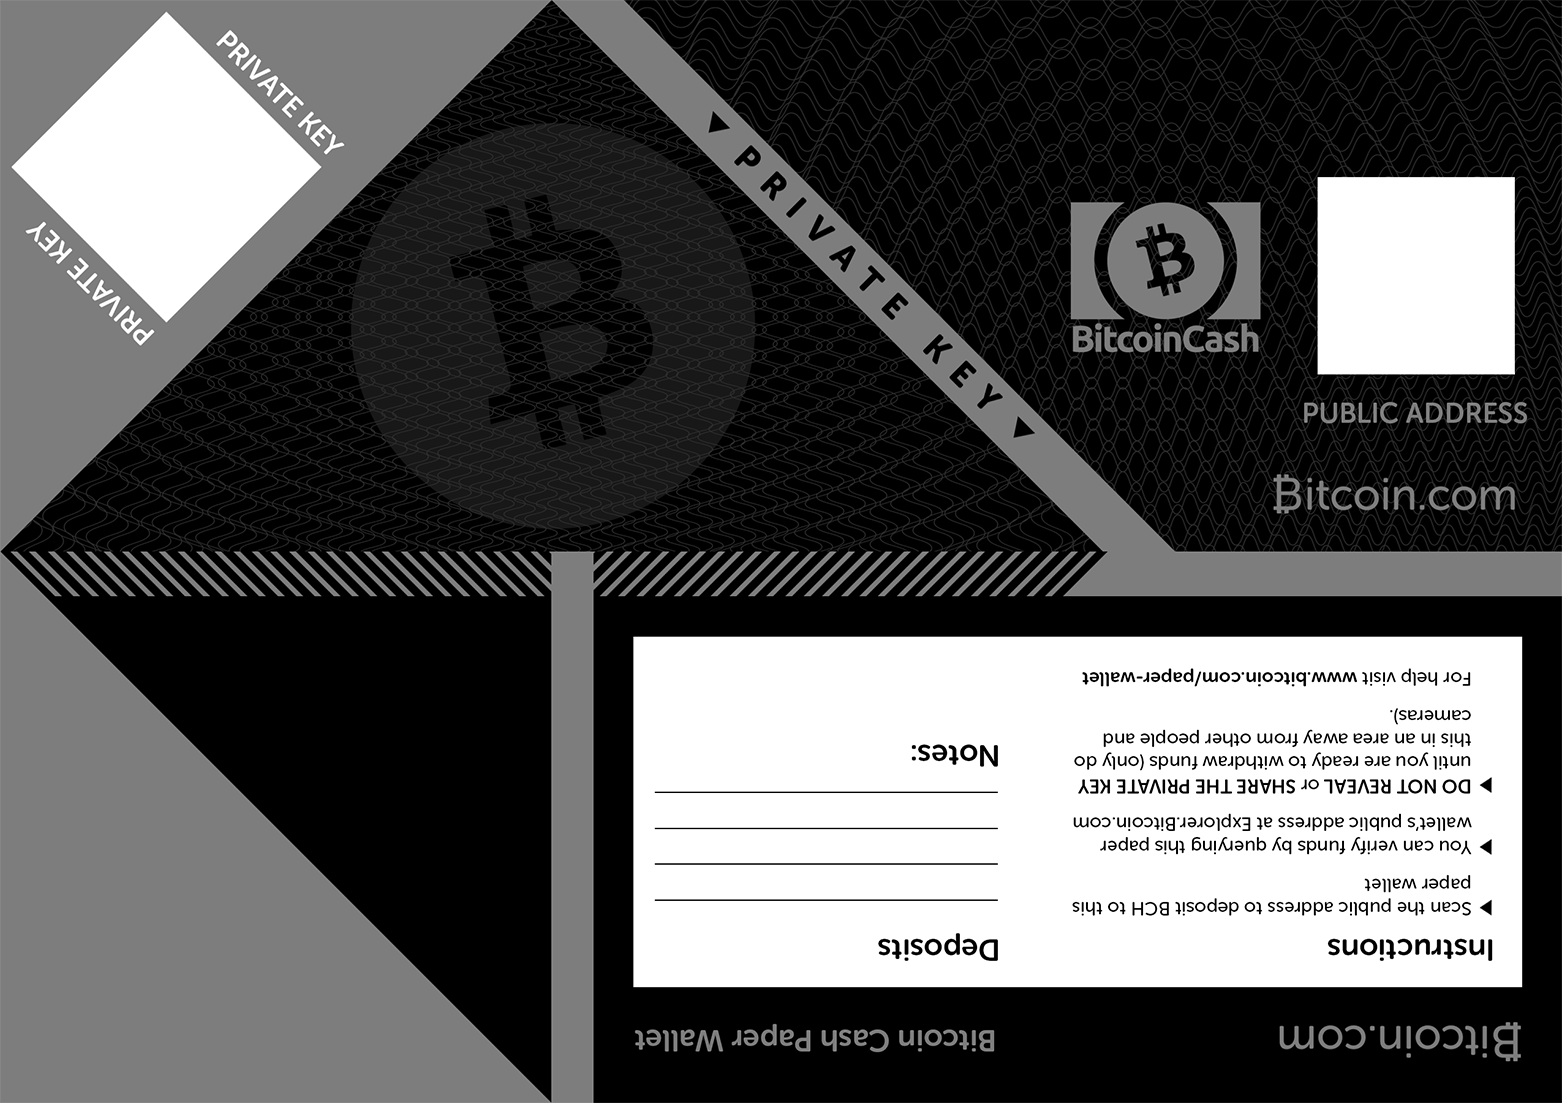 PRIVATE KEY
PRIVATE KEY
PRIVATE KEY
BitcoinCash
PUBLIC ADDRESS
Bitcoin.com
Bitcoin.com
Bitcoin Cash Paper Wallet
Instructions
Scan the public address to deposit BCH to this
paper wallet
You can verify funds by querying this paper
wallet's public address at Explorer.Bitcoin.com
DO NOT REVEAL or SHARE THE PRIVATE KEY
until you are ready to withdraw funds (only do
this in an area away from other people and
cameras).
For help visit www.bitcoin.com/paper-wallet
Deposits
Notes: